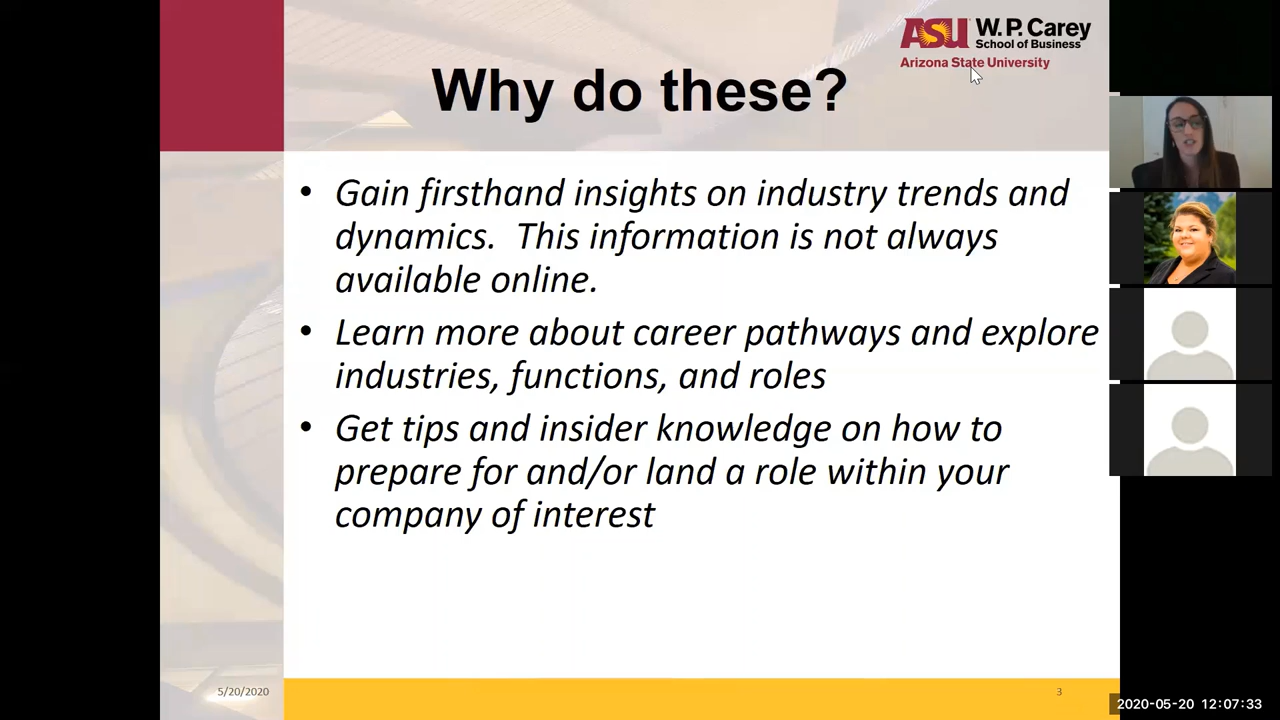 ASU W. P. Carey
School of Business
Arizona State University
Why do these?
• Gain firsthand insights on industry trends and
dynamics.  This information is not always
available online.
• Learn more about career pathways and explore
industries, functions, and roles
• Get tips and insider knowledge on how to
prepare for and/or land a role within your
company of interest
5/20/2020
3
2020-05-20 12:07:33